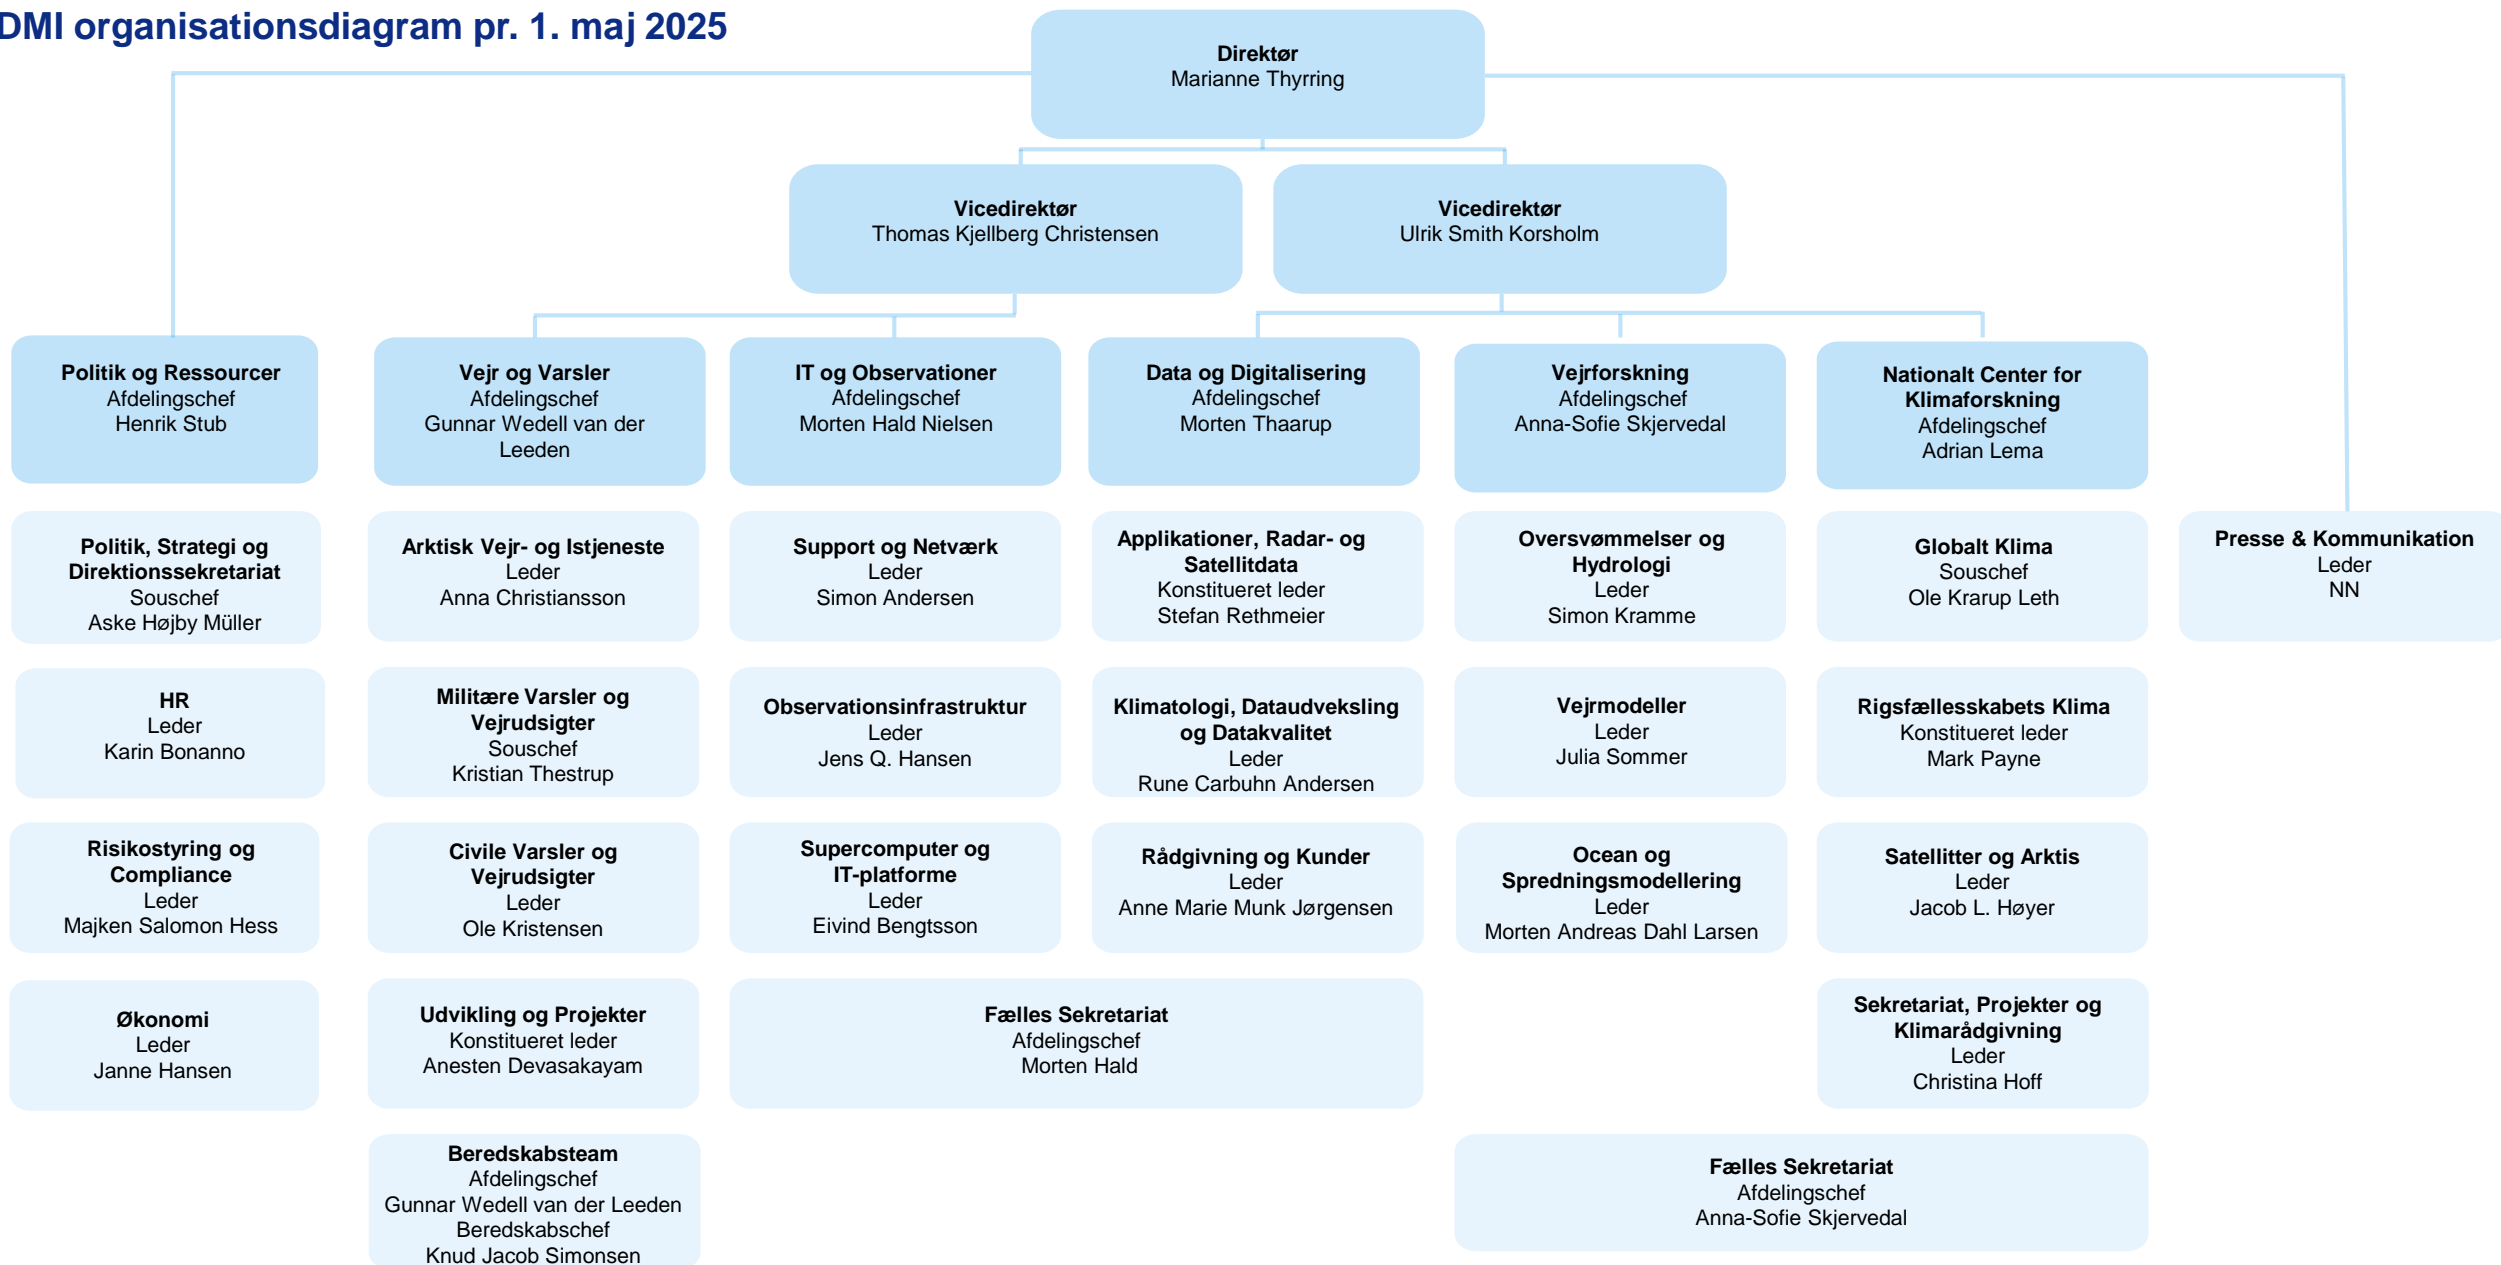 DMI organisationsdiagram pr. 1. maj 2025
Direktør
Marianne Thyrring
Vicedirektør
Thomas Kjellberg Christensen
Vicedirektør
Ulrik Smith Korsholm
Politik og Ressourcer
Afdelingschef
Henrik Stub
Vejr og Varsler
Afdelingschef
Gunnar Wedell van der
Leeden
IT og Observationer
Afdelingschef
Morten Hald Nielsen
Data og Digitalisering
Afdelingschef
Morten Thaarup
Vejrforskning
Afdelingschef
Anna-Sofie Skjervedal
Nationalt Center for
Klimaforskning
Afdelingschef
Adrian Lema
Politik, Strategi og
Direktionssekretariat
Souschef
Aske Højby Müller
Arktisk Vejr- og Istjeneste
Leder
Anna Christiansson
Support og Netværk
Leder
Simon Andersen
Applikationer, Radar- og
Satellitdata
Konstitueret leder
Stefan Rethmeier
Oversvømmelser og
Hydrologi
Leder
Simon Kramme
Globalt Klima
Souschef
Ole Krarup Leth
Presse & Kommunikation
Leder
NN
HR
Leder
Karin Bonanno
Militære Varsler og
Vejrudsigter
Souschef
Kristian Thestrup
Observationsinfrastruktur
Leder
Jens Q. Hansen
Klimatologi, Dataudveksling
og Datakvalitet
Leder
Rune Carbuhn Andersen
Vejrmodeller
Leder
Julia Sommer
Rigsfællesskabets Klima
Konstitueret leder
Mark Payne
Risikostyring og
Compliance
Leder
Majken Salomon Hess
Civile Varsler og
Vejrudsigter
Leder
Ole Kristensen
Supercomputer og
IT-platforme
Leder
Eivind Bengtsson
Rådgivning og Kunder
Leder
Anne Marie Munk Jørgensen
Ocean og
Spredningsmodellering
Leder
Morten Andreas Dahl Larsen
Satellitter og Arktis
Leder
Jacob L. Høyer
Økonomi
Leder
Janne Hansen
Udvikling og Projekter
Konstitueret leder
Anesten Devasakayam
Fælles Sekretariat
Afdelingschef
Morten Hald
Sekretariat, Projekter og
Klimarådgivning
Leder
Christina Hoff
Beredskabsteam
Afdelingschef
Gunnar Wedell van der Leeden
Beredskabschef
Knud Jacob Simonsen
Fælles Sekretariat
Afdelingschef
Anna-Sofie Skjervedal